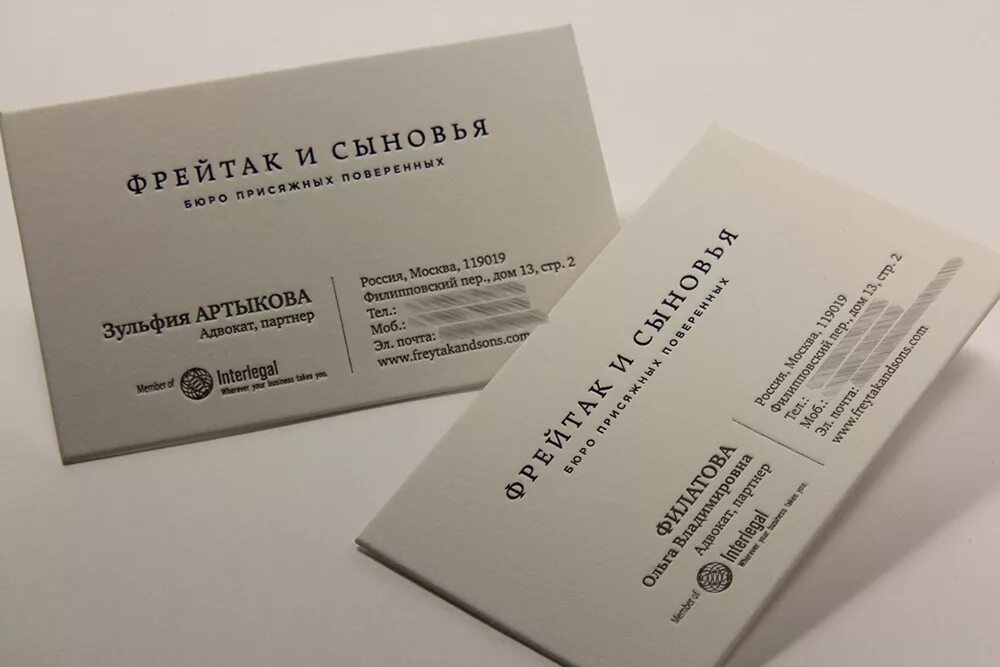 ФРЕЙТАК И СЫНОВЬЯ
БЮРО ПРИСЯЖНЫХ ПОВЕРЕННЫХ
Зульфия АРТЫКОВА
Адвокат, партнер
Member of Interlegal
Wherever your business takes you.
Россия, Москва, 119019
Филипповский пер., дом 13, стр. 2
Тел.:
Моб.:
Эл. почта:
www.freytakandsons.com
ФРЕЙТАК И СЫНОВЬЯ
БЮРО ПРИСЯЖНЫХ ПОВЕРЕННЫХ
ФИЛАТОВА
Ольга Владимировна
Адвокат, партнер
Member of Interlegal
Wherever your business takes you.
Россия, Москва, 119019
Филипповский пер., дом 13, стр. 2
Тел.:
Моб.:
Эл. почта:
www.freytakandsons.com